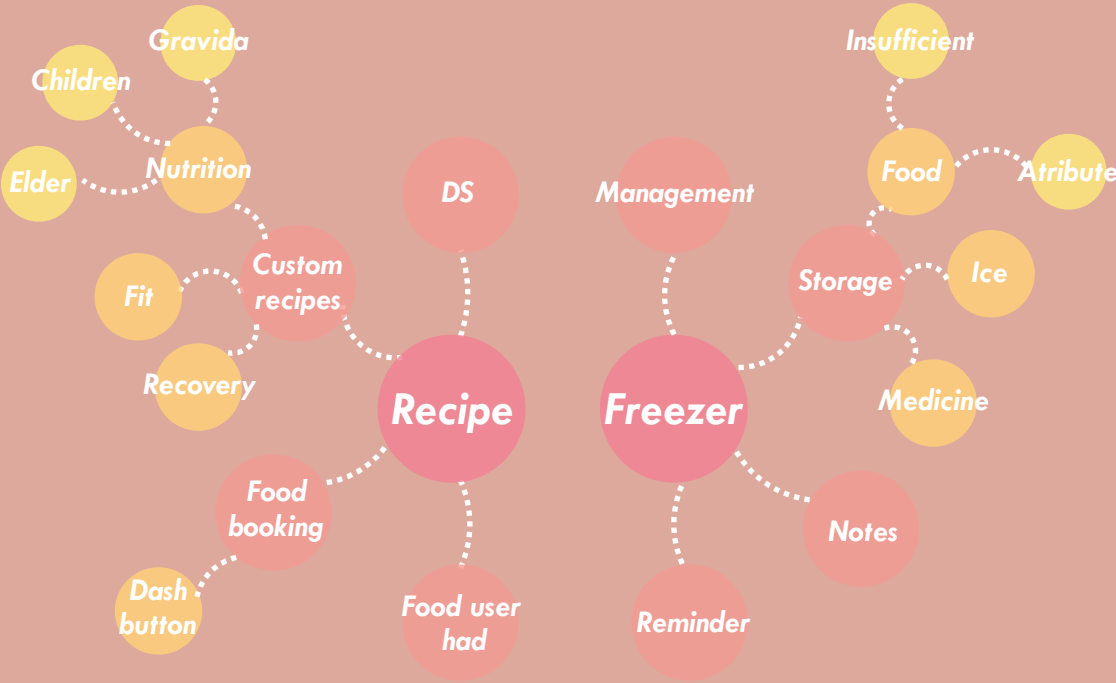 Gravida
Children
Elder
Nutrition
DS
Custom
recipes
Fit
Recovery
Recipe
Food
booking
Dash
button
Food user
had
Insufficient
Food
Atribute
Management
Storage
Ice
Medicine
Freezer
Notes
Reminder